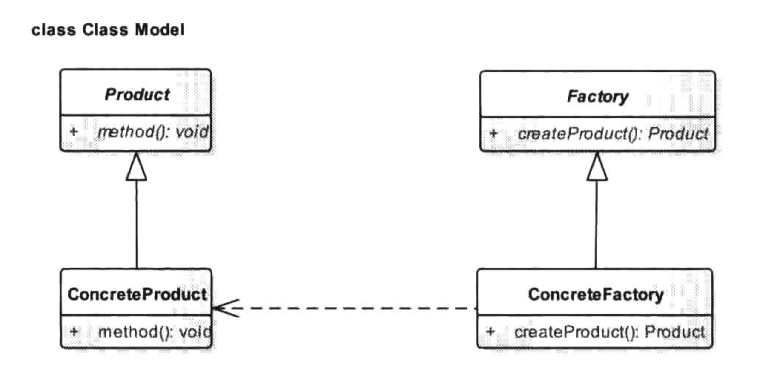 class Class Model
Product
+ method(): void
Factory
+ createProduct(): Product
ConcreteProduct
+ method(): void
ConcreteFactory
+ createProduct(): Product